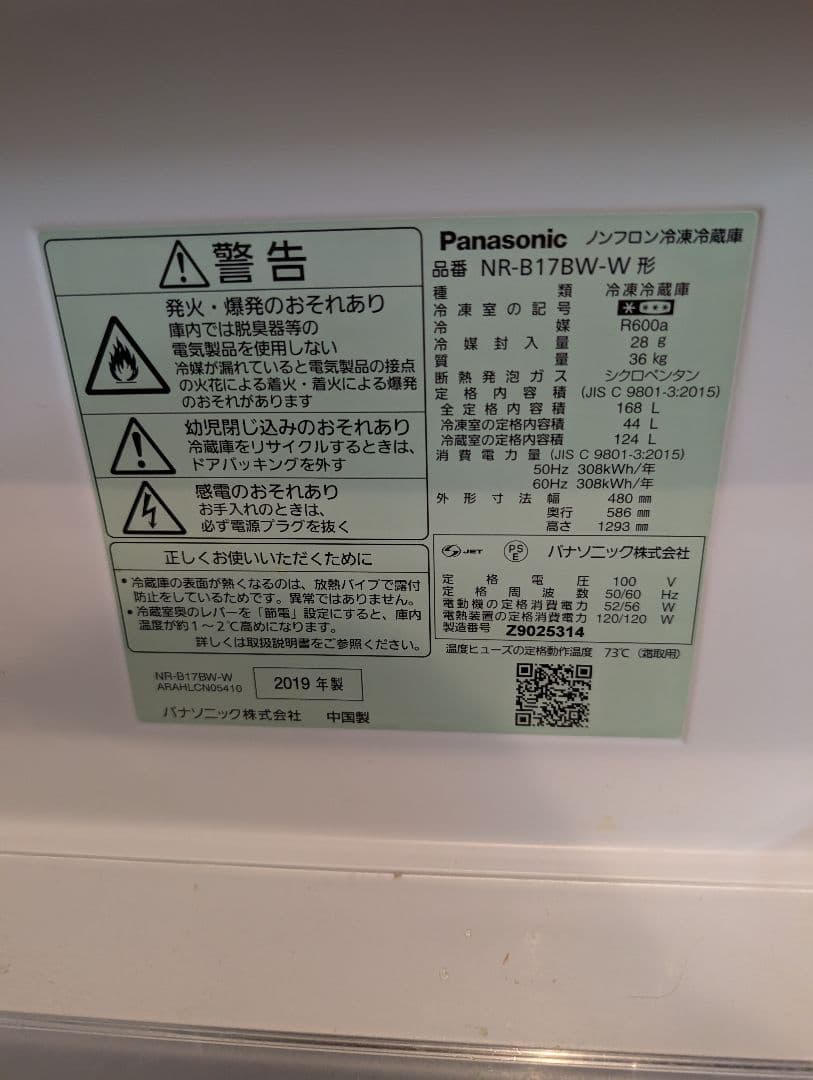 警告
発火・爆発のおそれあり
庫内では脱臭器等の
電気製品を使用しない
冷媒が漏れていると電気製品の接点
の火花による着火・着火による爆発
のおそれがあります
幼児閉じ込みのおそれあり
冷蔵庫をリサイクルするときは、
ドアパッキングを外す
感電のおそれあり
お手入れのときは、
必ず電源プラグを抜く
正しくお使いいただくために
・冷蔵庫の表面が熱くなるのは、放熱パイプで露付
防止をしているためです。異常ではありません。
・冷蔵室奥のレバーを「節電」設定にすると、庫内
温度が約1～2℃高めになります。
詳しくは取扱説明書をご参照ください。
NR-B17BW-W
ARAHLCN05410
2019 年製
パナソニック株式会社 中国製
Panasonic ノンフロン冷凍冷蔵庫
品番 NR-B17BW-W 形
種類 冷凍冷蔵庫
冷凍室の記号 * ***
冷媒 R600a
冷媒封入量 28 g
質量 36 kg
断熱発泡ガス シクロペンタン
定格内容積 (JIS C 9801-3:2015)
全定格内容積 168 L
冷凍室の定格内容積 44 L
冷蔵室の定格内容積 124 L
消費電力量 (JIS C 9801-3:2015)
50Hz 308kWh/年
60Hz 308kWh/年
外形寸法 幅 480 mm
奥行 586 mm
高さ 1293 mm
JET PSE パナソニック株式会社
定格電圧 100 V
定格周波数 50/60 Hz
電動機の定格消費電力 52/56 W
電熱装置の定格消費電力 120/120 W
製造番号 Z9025314
温度ヒューズの定格動作温度 73℃ (霜取用)